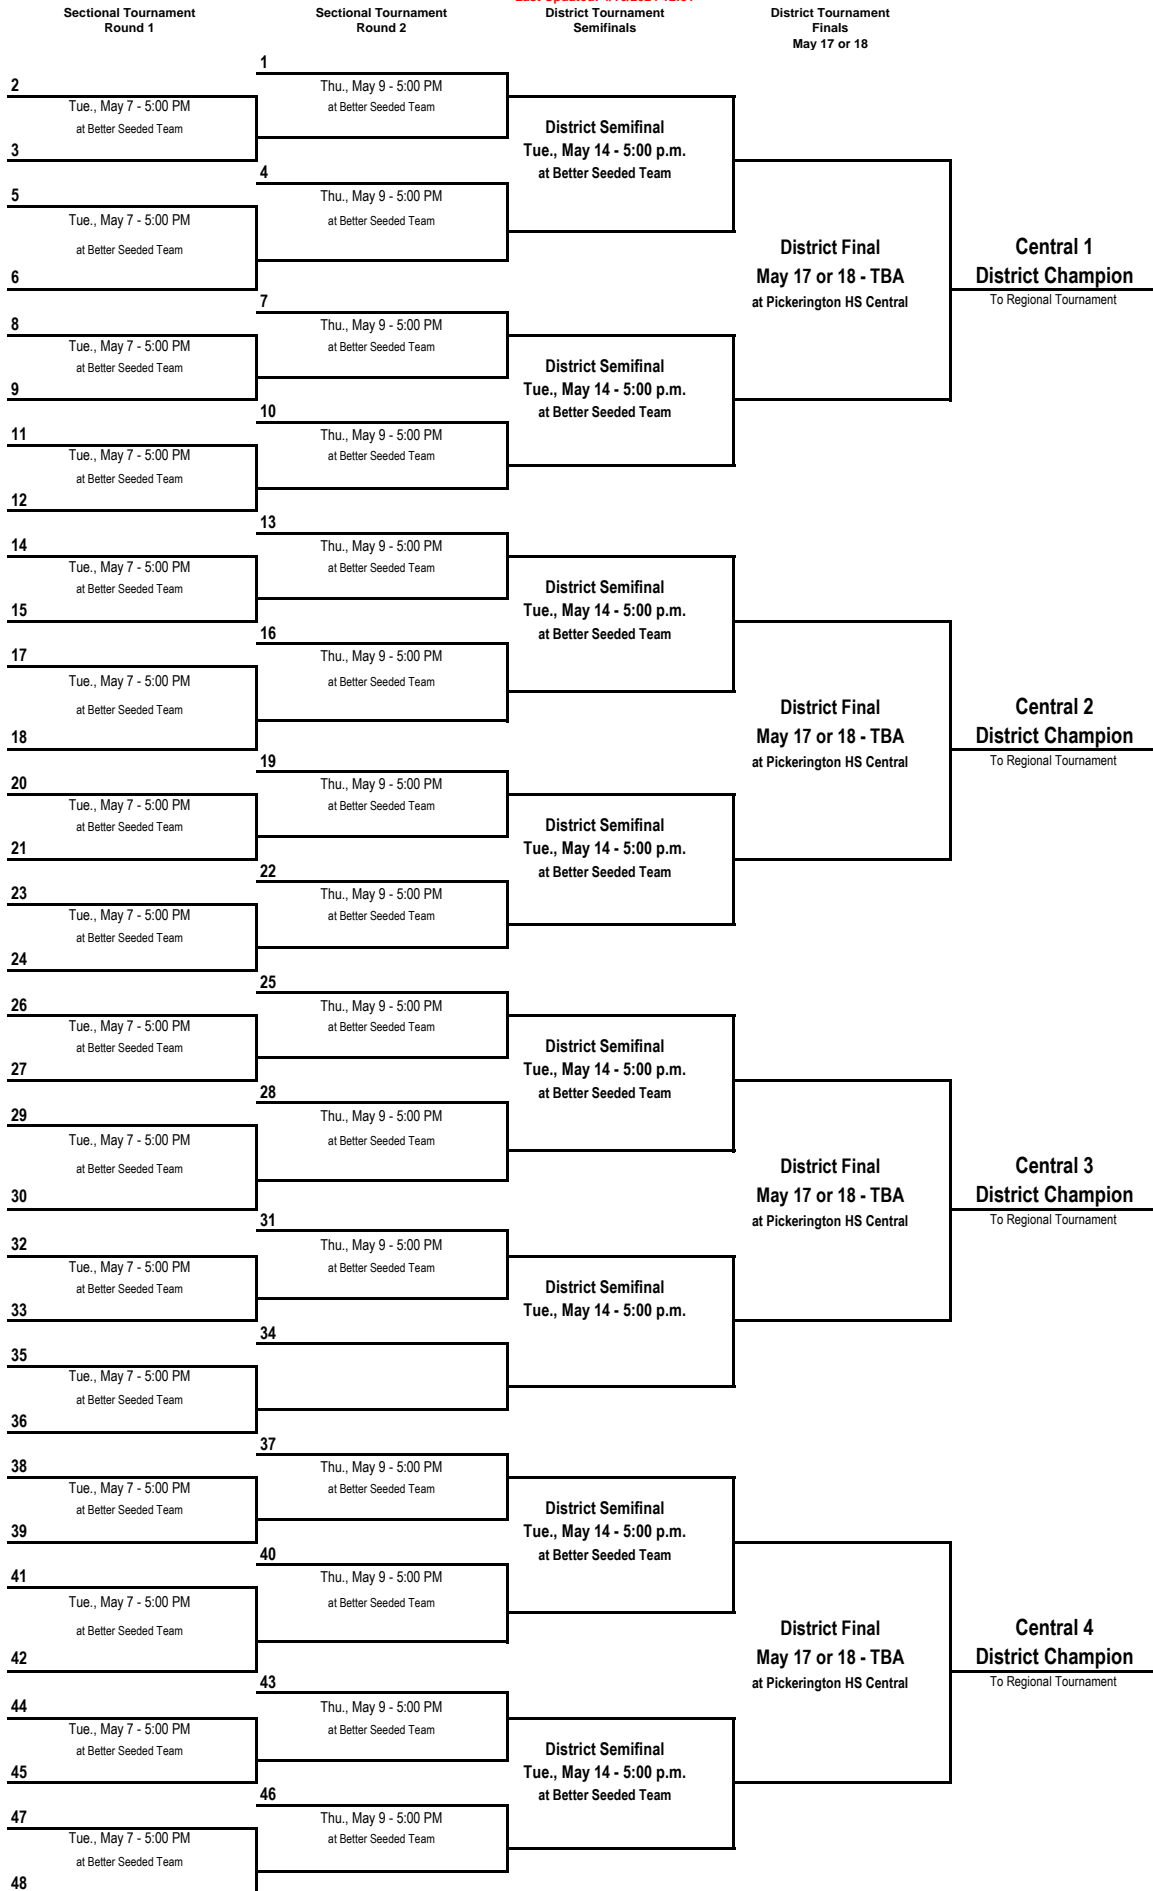 Sectional Tournament
Round 1
Sectional Tournament
Round 2
District Tournament
Semifinals
District Tournament
Finals
May 17 or 18
1
2
Thu., May 9 - 5:00 PM
at Better Seeded Team
Tue., May 7 - 5:00 PM
at Better Seeded Team
District Semifinal
Tue., May 14 - 5:00 p.m.
at Better Seeded Team
3
4
5
Thu., May 9 - 5:00 PM
at Better Seeded Team
Tue., May 7 - 5:00 PM
at Better Seeded Team
6
District Final
May 17 or 18 - TBA
at Pickerington HS Central
Central 1
District Champion
To Regional Tournament
7
8
Thu., May 9 - 5:00 PM
at Better Seeded Team
Tue., May 7 - 5:00 PM
at Better Seeded Team
District Semifinal
Tue., May 14 - 5:00 p.m.
at Better Seeded Team
9
10
11
Thu., May 9 - 5:00 PM
at Better Seeded Team
Tue., May 7 - 5:00 PM
at Better Seeded Team
12
13
14
Thu., May 9 - 5:00 PM
at Better Seeded Team
Tue., May 7 - 5:00 PM
at Better Seeded Team
District Semifinal
Tue., May 14 - 5:00 p.m.
at Better Seeded Team
15
16
17
Thu., May 9 - 5:00 PM
at Better Seeded Team
Tue., May 7 - 5:00 PM
at Better Seeded Team
18
District Final
May 17 or 18 - TBA
at Pickerington HS Central
Central 2
District Champion
To Regional Tournament
19
20
Thu., May 9 - 5:00 PM
at Better Seeded Team
Tue., May 7 - 5:00 PM
at Better Seeded Team
District Semifinal
Tue., May 14 - 5:00 p.m.
at Better Seeded Team
21
22
23
Thu., May 9 - 5:00 PM
at Better Seeded Team
Tue., May 7 - 5:00 PM
at Better Seeded Team
24
25
26
Thu., May 9 - 5:00 PM
at Better Seeded Team
Tue., May 7 - 5:00 PM
at Better Seeded Team
District Semifinal
Tue., May 14 - 5:00 p.m.
at Better Seeded Team
27
28
29
Thu., May 9 - 5:00 PM
at Better Seeded Team
Tue., May 7 - 5:00 PM
at Better Seeded Team
30
District Final
May 17 or 18 - TBA
at Pickerington HS Central
Central 3
District Champion
To Regional Tournament
31
32
Thu., May 9 - 5:00 PM
at Better Seeded Team
Tue., May 7 - 5:00 PM
at Better Seeded Team
District Semifinal
Tue., May 14 - 5:00 p.m.
33
34
35
Tue., May 7 - 5:00 PM
at Better Seeded Team
36
37
38
Thu., May 9 - 5:00 PM
at Better Seeded Team
Tue., May 7 - 5:00 PM
at Better Seeded Team
District Semifinal
Tue., May 14 - 5:00 p.m.
at Better Seeded Team
39
40
41
Thu., May 9 - 5:00 PM
at Better Seeded Team
Tue., May 7 - 5:00 PM
at Better Seeded Team
42
District Final
May 17 or 18 - TBA
at Pickerington HS Central
Central 4
District Champion
To Regional Tournament
43
44
Thu., May 9 - 5:00 PM
at Better Seeded Team
Tue., May 7 - 5:00 PM
at Better Seeded Team
District Semifinal
Tue., May 14 - 5:00 p.m.
at Better Seeded Team
45
46
47
Thu., May 9 - 5:00 PM
at Better Seeded Team
Tue., May 7 - 5:00 PM
at Better Seeded Team
48